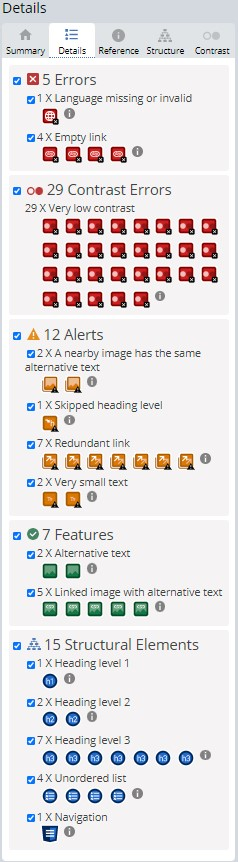 Details
Summary Details Reference Structure Contrast
5 Errors
1 X Language missing or invalid
4 X Empty link
29 Contrast Errors
29 X Very low contrast
12 Alerts
2 X A nearby image has the same
alternative text
1 X Skipped heading level
7 X Redundant link
2 X Very small text
7 Features
2 X Alternative text
5 X Linked image with alternative text
15 Structural Elements
1 X Heading level 1
h1
2 X Heading level 2
h2 h2
7 X Heading level 3
h3 h3 h3 h3 h3 h3 h3
4 X Unordered list
1 X Navigation